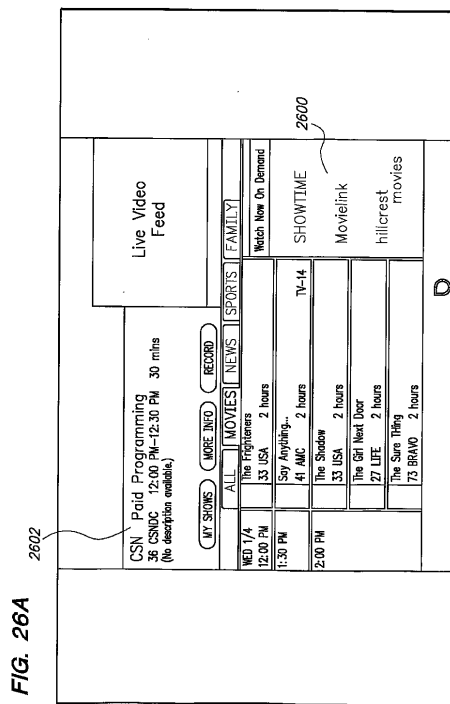 FIG. 26A
2602
CSN Paid Programming
36 CSNDC 12:00 PM-12:30 PM 30 mins
(No description available.)
MY SHOWS MORE INFO RECORD
Live Video
Feed
ALL MOVIES NEWS SPORTS FAMILY
WED 1/4
12:00 PM
The Frighteners
33 USA 2 hours
1:30 PM
Say Anything...
41 AMC 2 hours TV-14
2:00 PM
The Shadow
33 USA 2 hours
The Girl Next Door
27 LIFE 2 hours
The Sure Thing
73 BRAVO 2 hours
Watch Now On Demand
SHOWTIME
Movielink
hillcrest
movies
2600